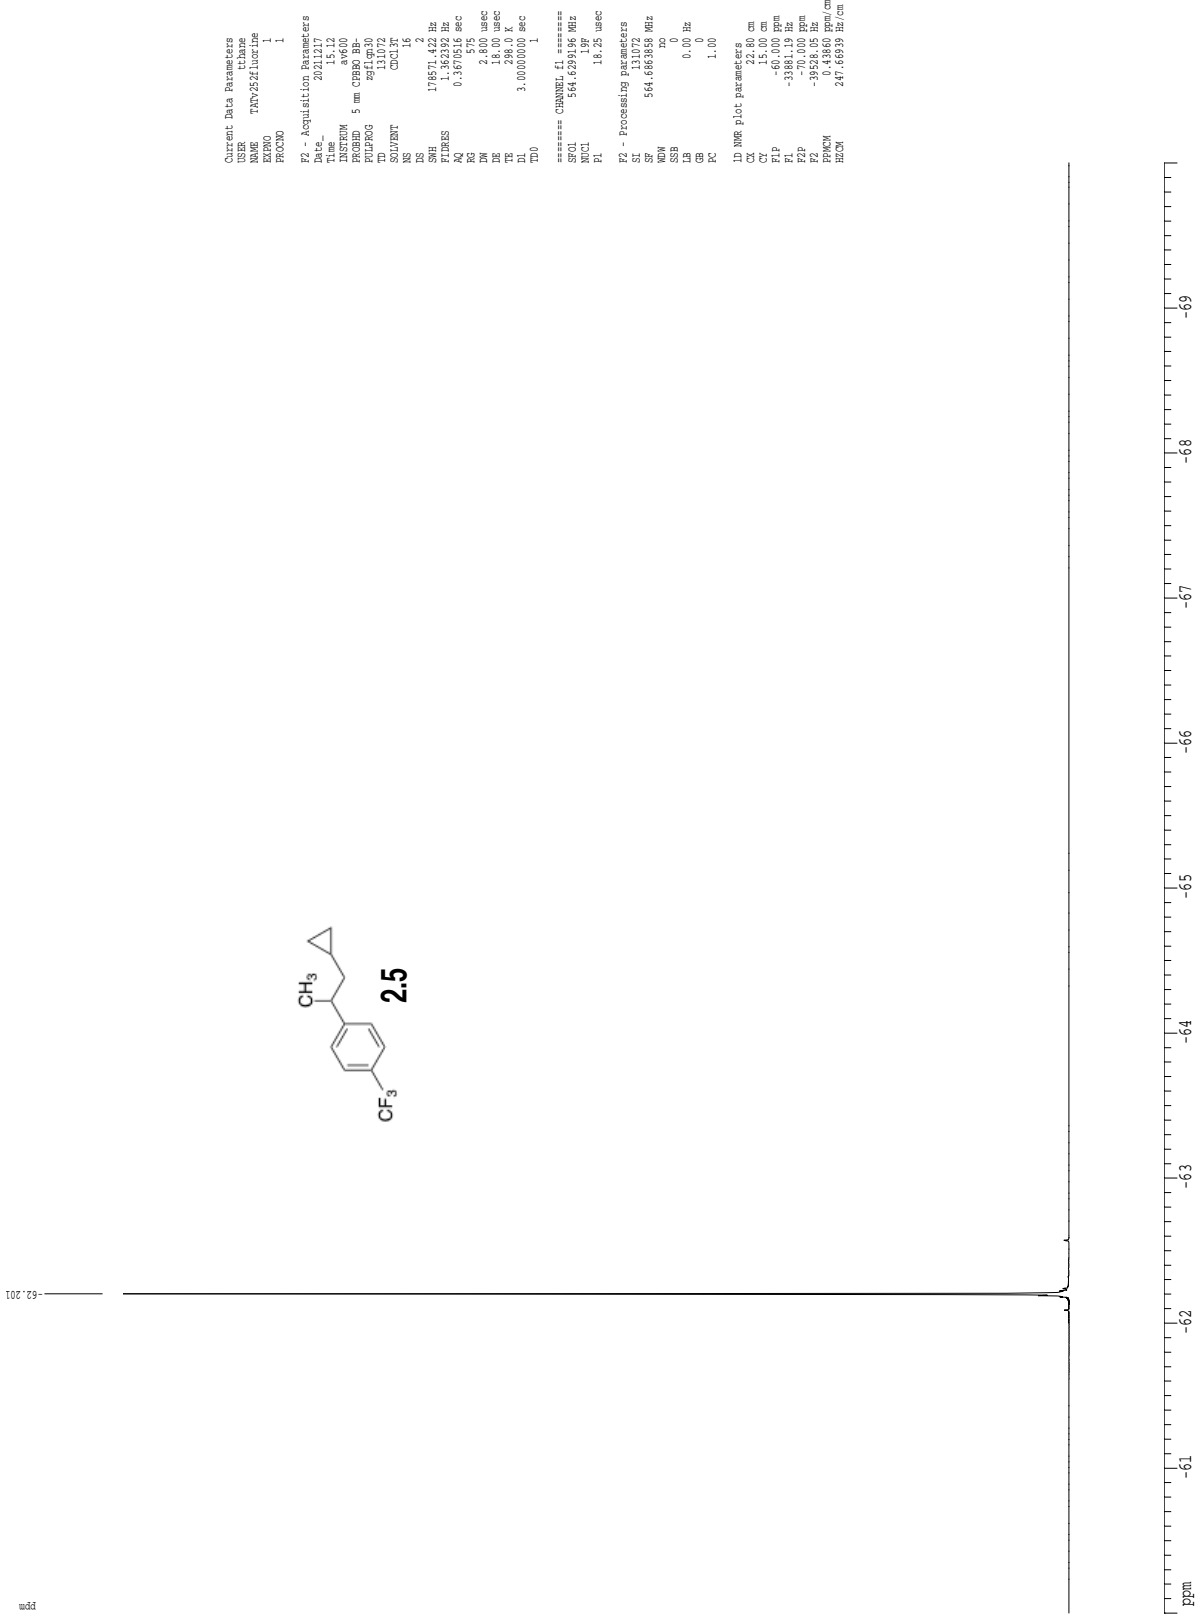 Current Data Parameters
USER tthane
NAME TATv252fluorine
EXPNO 1
PROCNO 1
F2 - Acquisition Parameters
Date_ 20211217
Time 15.12
INSTRUM av600
PROBHD 5 mm CPBBO BB-
PULPROG zgflqn30
TD 131072
SOLVENT CDCl3T
NS 16
DS 2
SWH 178571.422 Hz
FIDRES 1.362392 Hz
AQ 0.3670516 sec
RG 575
DW 2.800 usec
DE 18.00 usec
TE 298.0 K
D1 3.00000000 sec
TD0 1
======== CHANNEL f1 ========
SFO1 564.6299196 MHz
NUC1 19F
P1 18.25 usec
F2 - Processing parameters
SI 131072
SF 564.6863858 MHz
WDW no
SSB 0
LB 0.00 Hz
GB 0
PC 1.00
1D NMR plot parameters
CX 22.80 cm
CY 15.00 cm
F1P -60.000 ppm
F1 -33881.19 Hz
F2P -70.000 ppm
F2 -39528.05 Hz
PPMCM 0.43860 ppm/cm
HZCM 247.66939 Hz/cm
CH3
CF3
2.5
ppm
-62.201
ppm -61 -62 -63 -64 -65 -66 -67 -68 -69